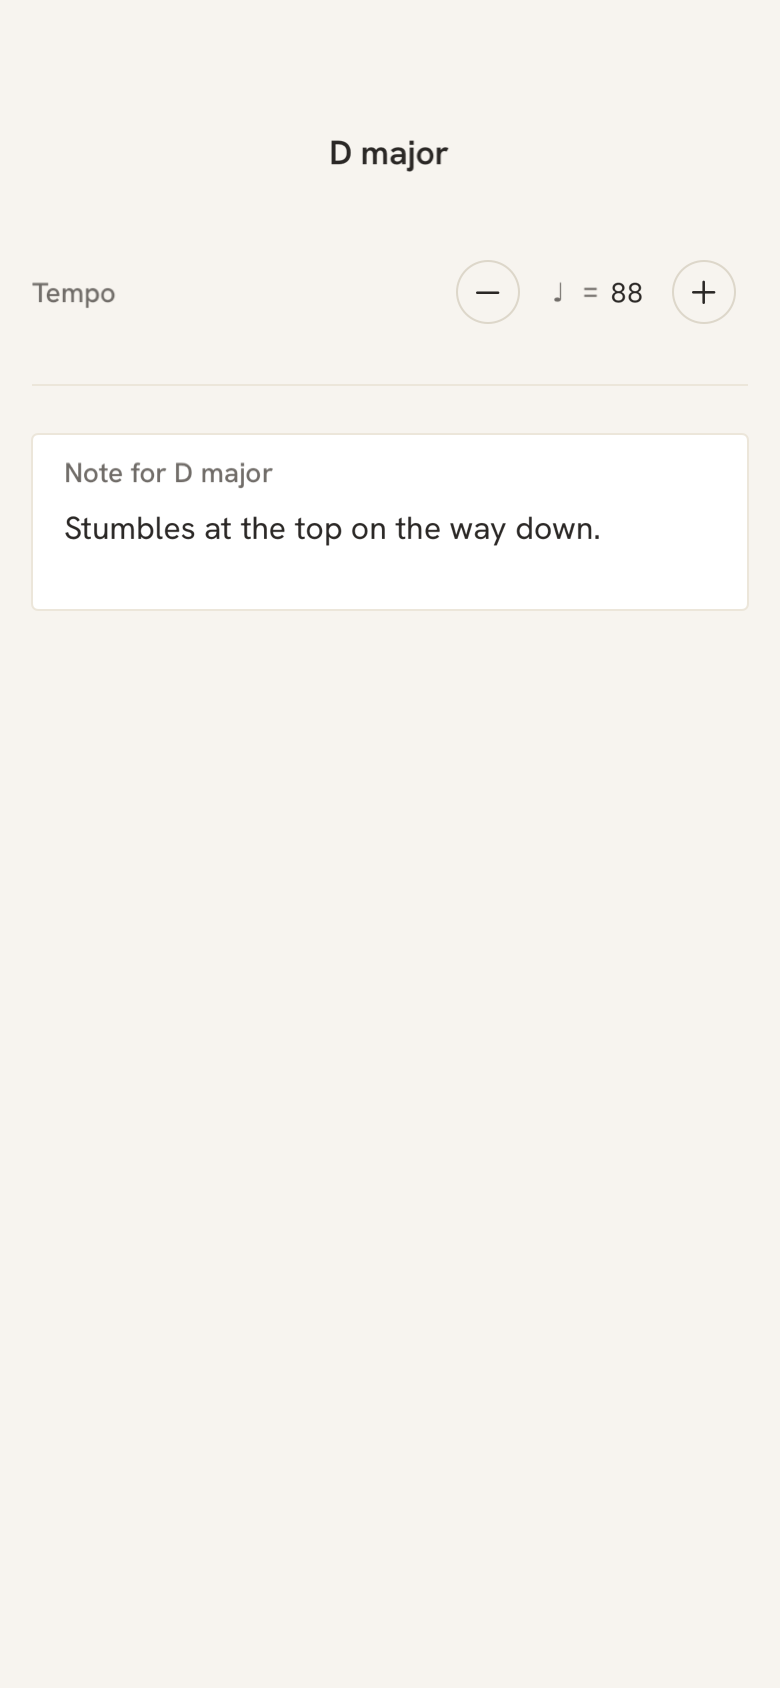 D major
Tempo − ♩ = 88 +
Note for D major
Stumbles at the top on the way down.